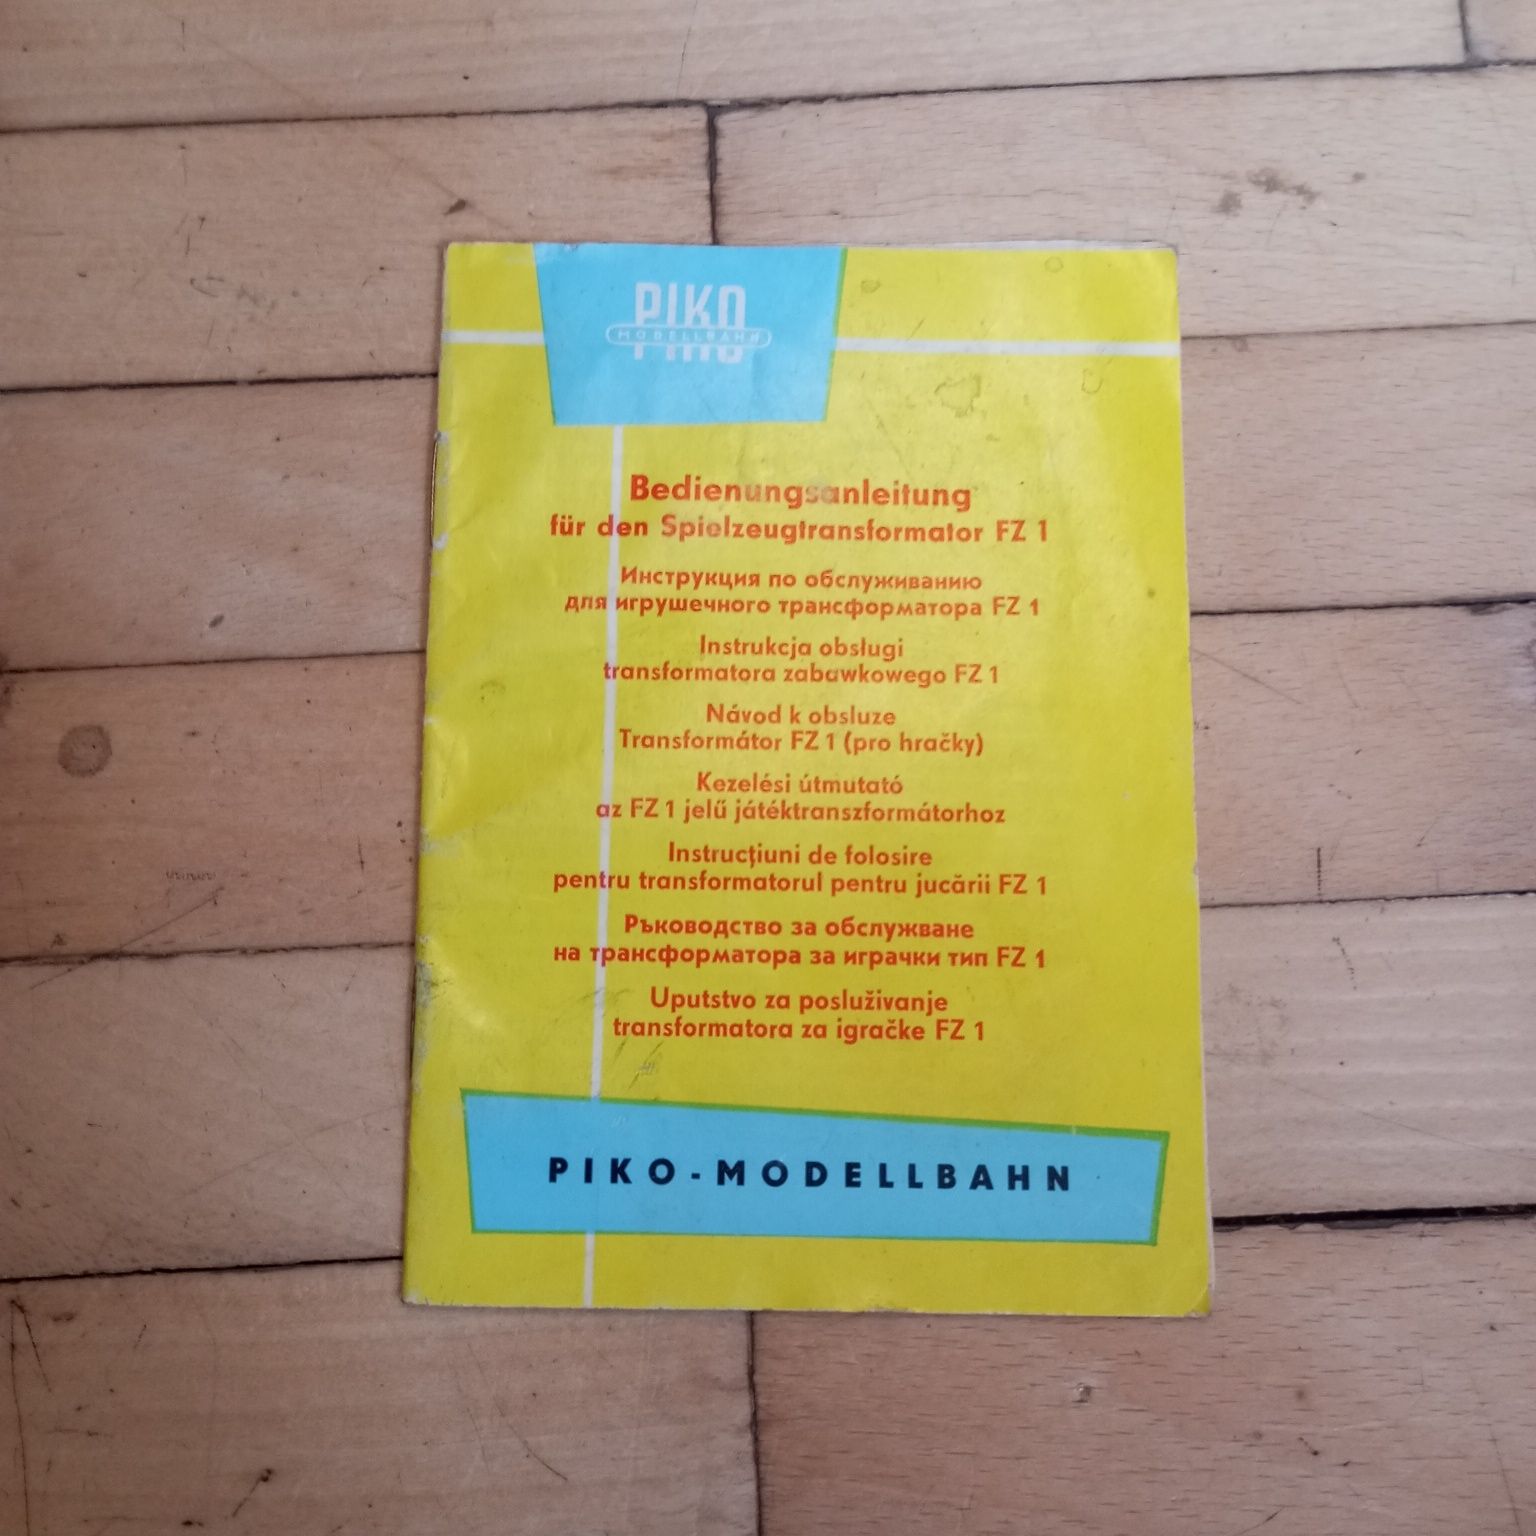 PIKO
MODELLBAHN
Bedienungsanleitung
für den Spielzeugtransformator FZ 1
Инструкция по обслуживанию
для игрушечного трансформатора FZ 1
Instrukcja obsługi
transformatora zabawkowego FZ 1
Návod k obsluze
Transformátor FZ 1 (pro hračky)
Kezelési útmutató
az FZ 1 jelű játéktranszformátorhoz
Instrucțiuni de folosire
pentru transformatorul pentru jucării FZ 1
Ръководство за обслужване
на трансформатора за играчки тип FZ 1
Uputstvo za posluživanje
transformatora za igračke FZ 1
PIKO-MODELLBAHN